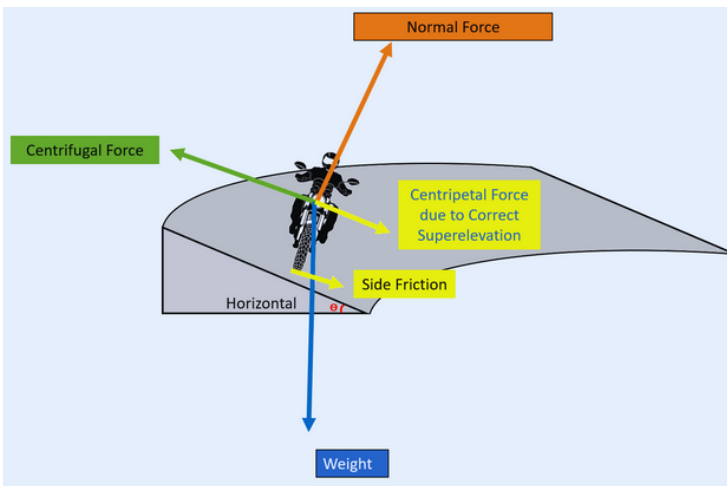 Normal Force
Centrifugal Force
Centripetal Force
due to Correct
Superelevation
Side Friction
Horizontal
θ
Weight